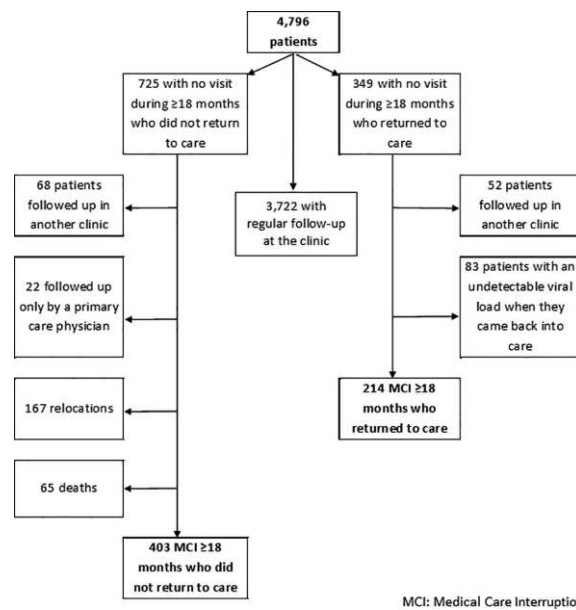 4,796
patients
725 with no visit
during ≥18 months
who did not return
to care
349 with no visit
during ≥18 months
who returned to
care
68 patients
followed up in
another clinic
3,722 with
regular follow-up
at the clinic
52 patients
followed up in
another clinic
22 followed up
only by a primary
care physician
83 patients with an
undetectable viral
load when they
came back into
care
167 relocations
214 MCI ≥18
months who
returned to care
65 deaths
403 MCI ≥18
months who did
not return to care
MCI: Medical Care Interruptio